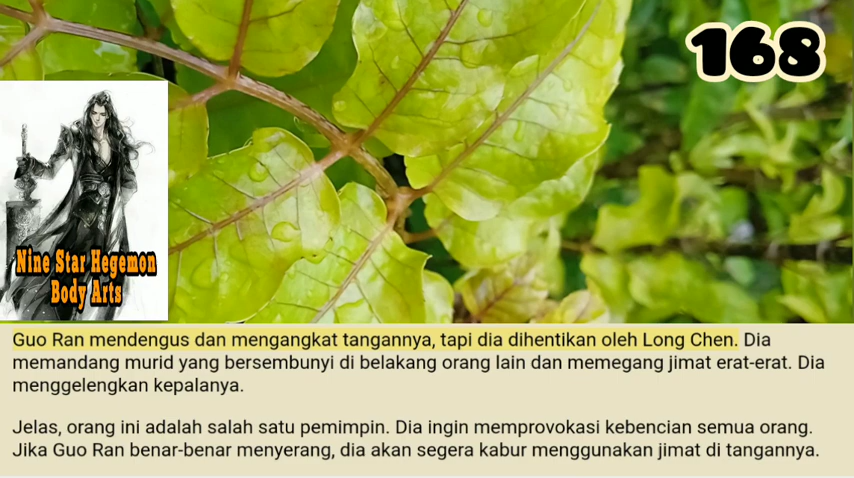 168
Nine Star Hegemon
Body Arts
Guo Ran mendengus dan mengangkat tangannya, tapi dia dihentikan oleh Long Chen. Dia
memandang murid yang bersembunyi di belakang orang lain dan memegang jimat erat-erat. Dia
menggelengkan kepalanya.
Jelas, orang ini adalah salah satu pemimpin. Dia ingin memprovokasi kebencian semua orang.
Jika Guo Ran benar-benar menyerang, dia akan segera kabur menggunakan jimat di tangannya.